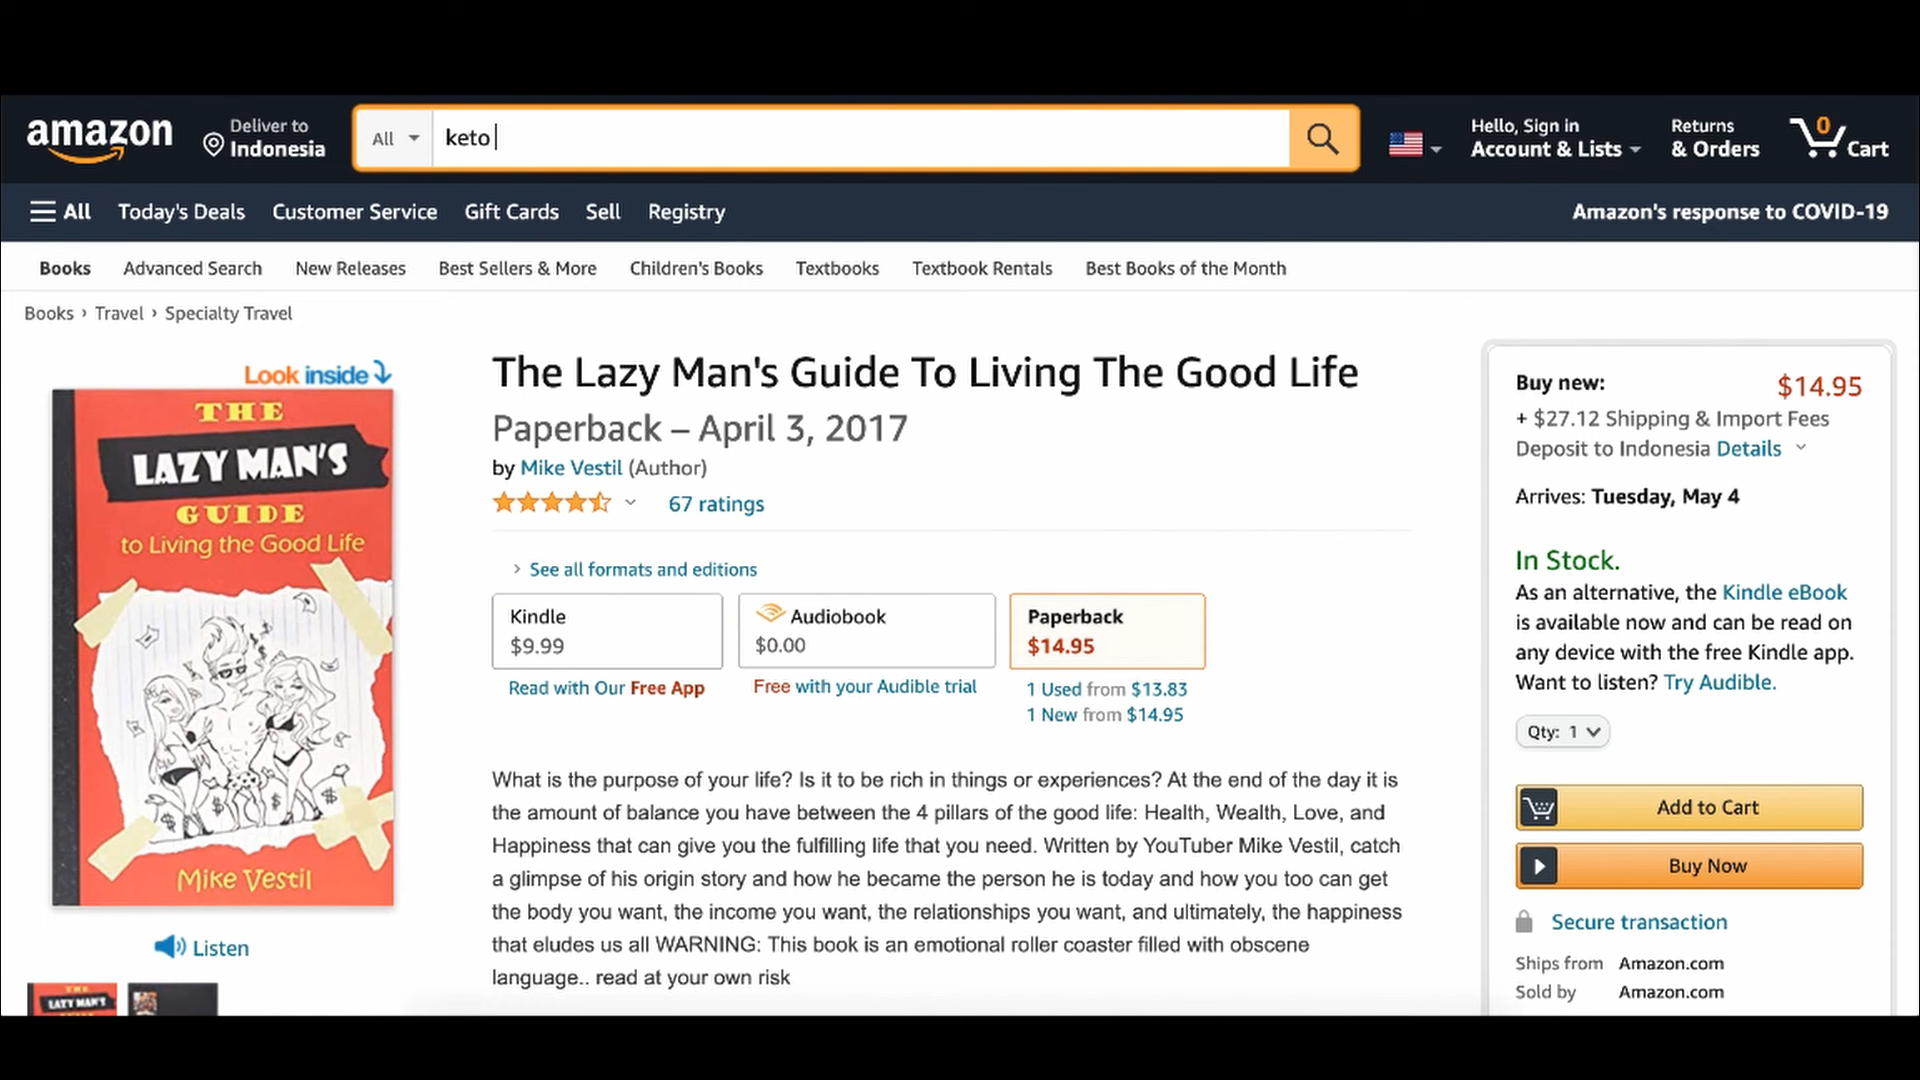 amazon
Deliver to
Indonesia
All
keto
Hello, Sign in
Account & Lists
Returns
& Orders
0
Cart
All
Today's Deals
Customer Service
Gift Cards
Sell
Registry
Amazon's response to COVID-19
Books
Advanced Search
New Releases
Best Sellers & More
Children's Books
Textbooks
Textbook Rentals
Best Books of the Month
Books › Travel › Specialty Travel
Look inside
THE
LAZY MAN'S
GUIDE
to Living the Good Life
$ $ $ $
Mike Vestil
Listen
THE
LAZY MAN'S
The Lazy Man's Guide To Living The Good Life
Paperback – April 3, 2017
by Mike Vestil (Author)
67 ratings
› See all formats and editions
Kindle
$9.99
Read with Our Free App
Audiobook
$0.00
Free with your Audible trial
Paperback
$14.95
1 Used from $13.83
1 New from $14.95
What is the purpose of your life? Is it to be rich in things or experiences? At the end of the day it is
the amount of balance you have between the 4 pillars of the good life: Health, Wealth, Love, and
Happiness that can give you the fulfilling life that you need. Written by YouTuber Mike Vestil, catch
a glimpse of his origin story and how he became the person he is today and how you too can get
the body you want, the income you want, the relationships you want, and ultimately, the happiness
that eludes us all WARNING: This book is an emotional roller coaster filled with obscene
language.. read at your own risk
Buy new:
$14.95
+ $27.12 Shipping & Import Fees
Deposit to Indonesia Details
Arrives: Tuesday, May 4
In Stock.
As an alternative, the Kindle eBook
is available now and can be read on
any device with the free Kindle app.
Want to listen? Try Audible.
Qty: 1
Add to Cart
Buy Now
Secure transaction
Ships from Amazon.com
Sold by Amazon.com